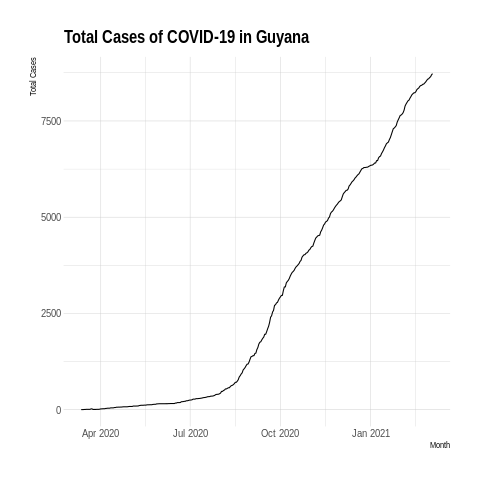 Total Cases of COVID-19 in Guyana
Total Cases
7500
5000
2500
0
Apr 2020
Jul 2020
Oct 2020
Jan 2021
Month